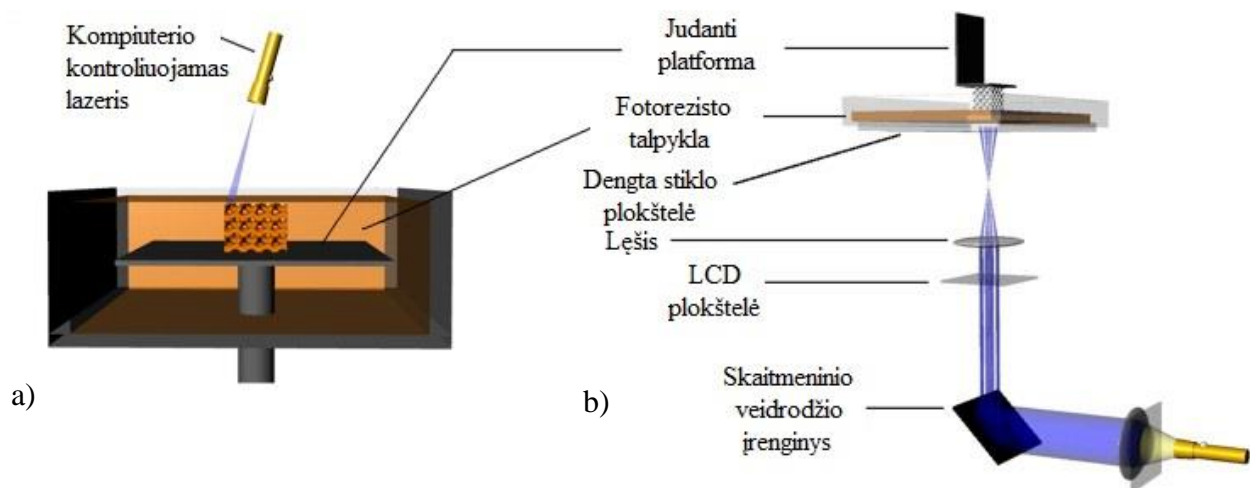 Kompiuterio
kontroliuojamas
lazeris
Judanti
platforma
Fotorezisto
talpykla
Dengta stiklo
plokštelė
Lęšis
LCD
plokštelė
Skaitmeninio
veidrodžio
įrenginys
a)
b)